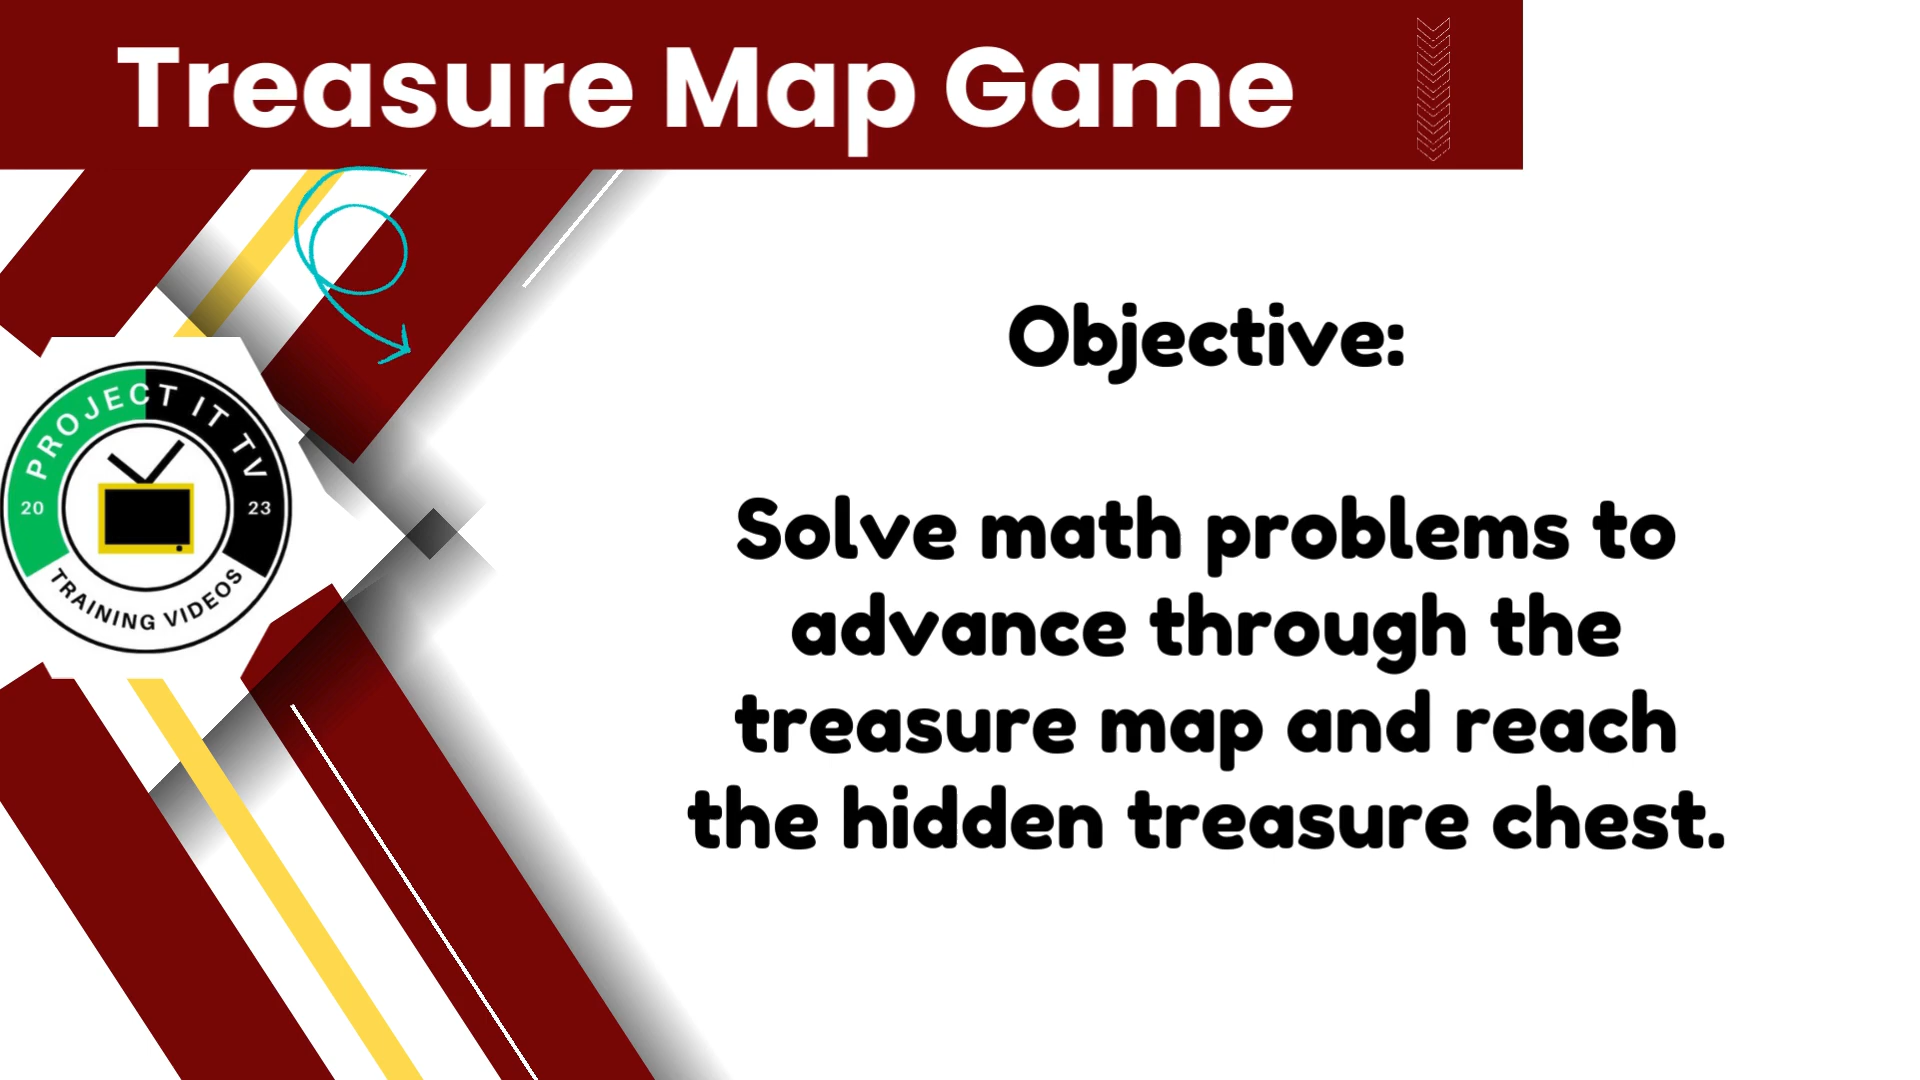 Treasure Map Game
PROJECT IT TV
20 23
TRAINING VIDEOS
Objective:
Solve math problems to
advance through the
treasure map and reach
the hidden treasure chest.